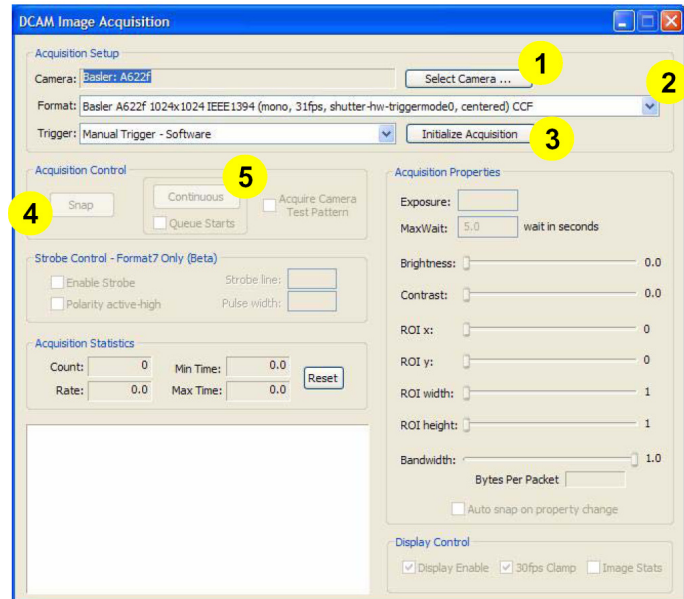 DCAM Image Acquisition
Acquisition Setup
1
Camera: Basler: A622f Select Camera ...
2
Format: Basler A622f 1024x1024 IEEE1394 (mono, 31fps, shutter-hw-triggermode0, centered) CCF
Trigger: Manual Trigger - Software Initialize Acquisition 3
Acquisition Control
4 Snap
5
Continuous
Queue Starts
Acquire Camera
Test Pattern
Strobe Control - Format7 Only (Beta)
Enable Strobe Strobe line:
Polarity active-high Pulse width:
Acquisition Statistics
Count: 0 Min Time: 0.0
Rate: 0.0 Max Time: 0.0
Reset
Acquisition Properties
Exposure:
MaxWait: 5.0 wait in seconds
Brightness: 0.0
Contrast: 0.0
ROI x: 0
ROI y: 0
ROI width: 1
ROI height: 1
Bandwidth: 1.0
Bytes Per Packet
Auto snap on property change
Display Control
Display Enable 30fps Clamp Image Stats